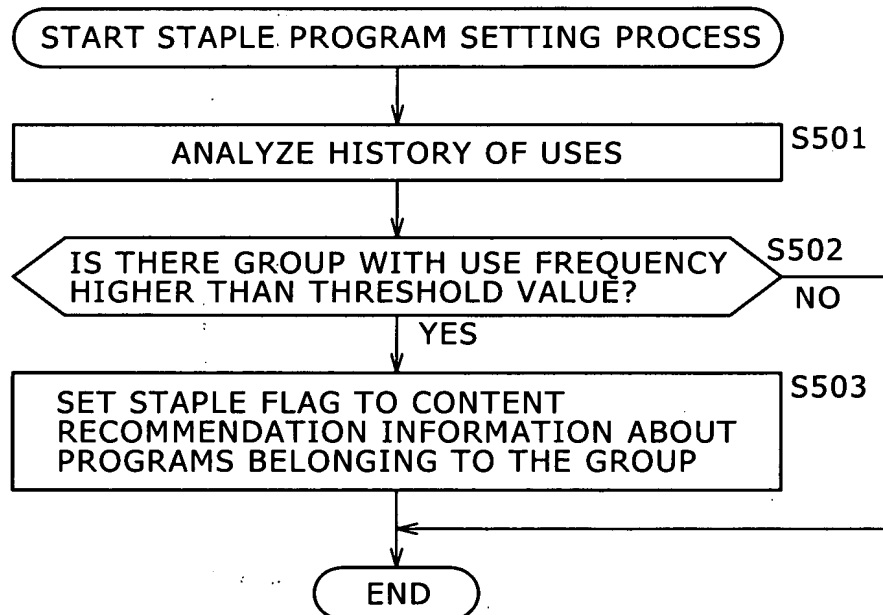 START STAPLE PROGRAM SETTING PROCESS
ANALYZE HISTORY OF USES
S501
IS THERE GROUP WITH USE FREQUENCY
HIGHER THAN THRESHOLD VALUE?
S502
NO
YES
SET STAPLE FLAG TO CONTENT
RECOMMENDATION INFORMATION ABOUT
PROGRAMS BELONGING TO THE GROUP
S503
END